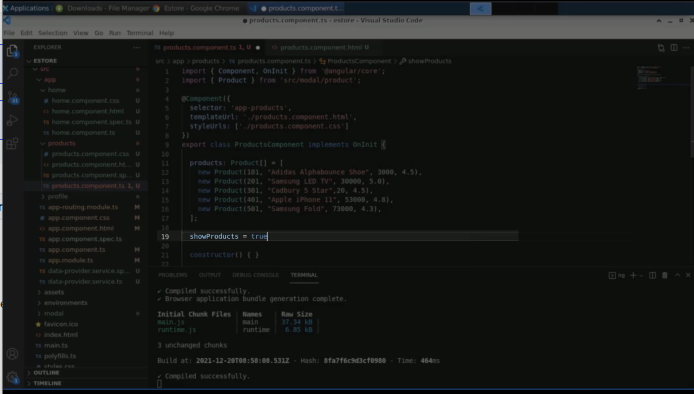 Applications Downloads - File Manager Estore - Google Chrome products.component.t...
products.component.ts - estore - Visual Studio Code
File Edit Selection View Go Run Terminal Help
EXPLORER
products.component.ts 1, U
products.component.html U
ESTORE
src > app > products > products.component.ts > ProductsComponent > showProducts
src
app
home
home.component.css U
home.component.html U
home.component.spec.ts U
home.component.ts U
products
products.component.css U
products.component.ht... U
products.component.sp... U
products.component.ts 1, U
profile
app-routing.module.ts M
app.component.css M
app.component.html M
app.component.spec.ts
app.component.ts M
app.module.ts M
data-provider.service.sp... U
data-provider.service.ts U
assets
environments
modal
favicon.ico
index.html
main.ts
polyfills.ts
styles.css
OUTLINE
TIMELINE
1 import { Component, OnInit } from '@angular/core';
2 import { Product } from 'src/modal/product';
3
4 @Component({
5 selector: 'app-products',
6 templateUrl: './products.component.html',
7 styleUrls: ['./products.component.css']
8 })
9 export class ProductsComponent implements OnInit {
10
11 products: Product[] = [
12 new Product(101, "Adidas Alphabounce Shoe", 3000, 4.5),
13 new Product(201, "Samsung LED TV", 30000, 5.0),
14 new Product(301, "Cadbury 5 Star",20, 4.5),
15 new Product(401, "Apple iPhone 11", 53000, 4.8),
16 new Product(501, "Samsung Fold", 73000, 4.3),
17 ];
18
19 showProducts = true
20
21 constructor() { }
22
PROBLEMS OUTPUT DEBUG CONSOLE TERMINAL
ng
✓ Compiled successfully.
✓ Browser application bundle generation complete.
Initial Chunk Files | Names | Raw Size
main.js | main | 37.34 kB |
runtime.js | runtime | 6.85 kB |
3 unchanged chunks
Build at: 2021-12-20T08:58:00.531Z - Hash: 8fa7f6c9d3cf0980 - Time: 464ms
✓ Compiled successfully.